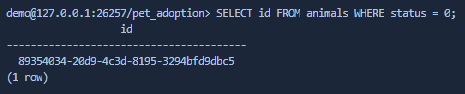 demo@127.0.0.1:26257/pet_adoption> SELECT id FROM animals WHERE status = 0;
id
----------------------------------------
89354034-20d9-4c3d-8195-3294bfd9dbc5
(1 row)